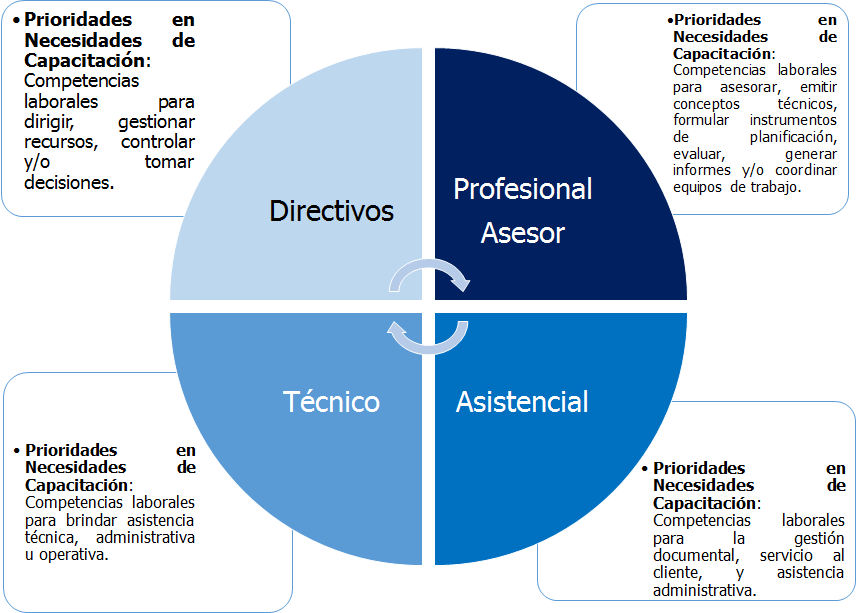 • Prioridades en
Necesidades de
Capacitación:
Competencias
laborales para
dirigir, gestionar
recursos, controlar
y/o tomar
decisiones.
•Prioridades en
Necesidades de
Capacitación:
Competencias laborales
para asesorar, emitir
conceptos técnicos,
formular instrumentos
de planificación,
evaluar, generar
informes y/o coordinar
equipos de trabajo.
Directivos
Profesional
Asesor
Técnico
Asistencial
• Prioridades en
Necesidades de
Capacitación:
Competencias laborales
para brindar asistencia
técnica, administrativa
u operativa.
• Prioridades en
Necesidades de
Capacitación:
Competencias laborales
para la gestión
documental, servicio al
cliente, y asistencia
administrativa.